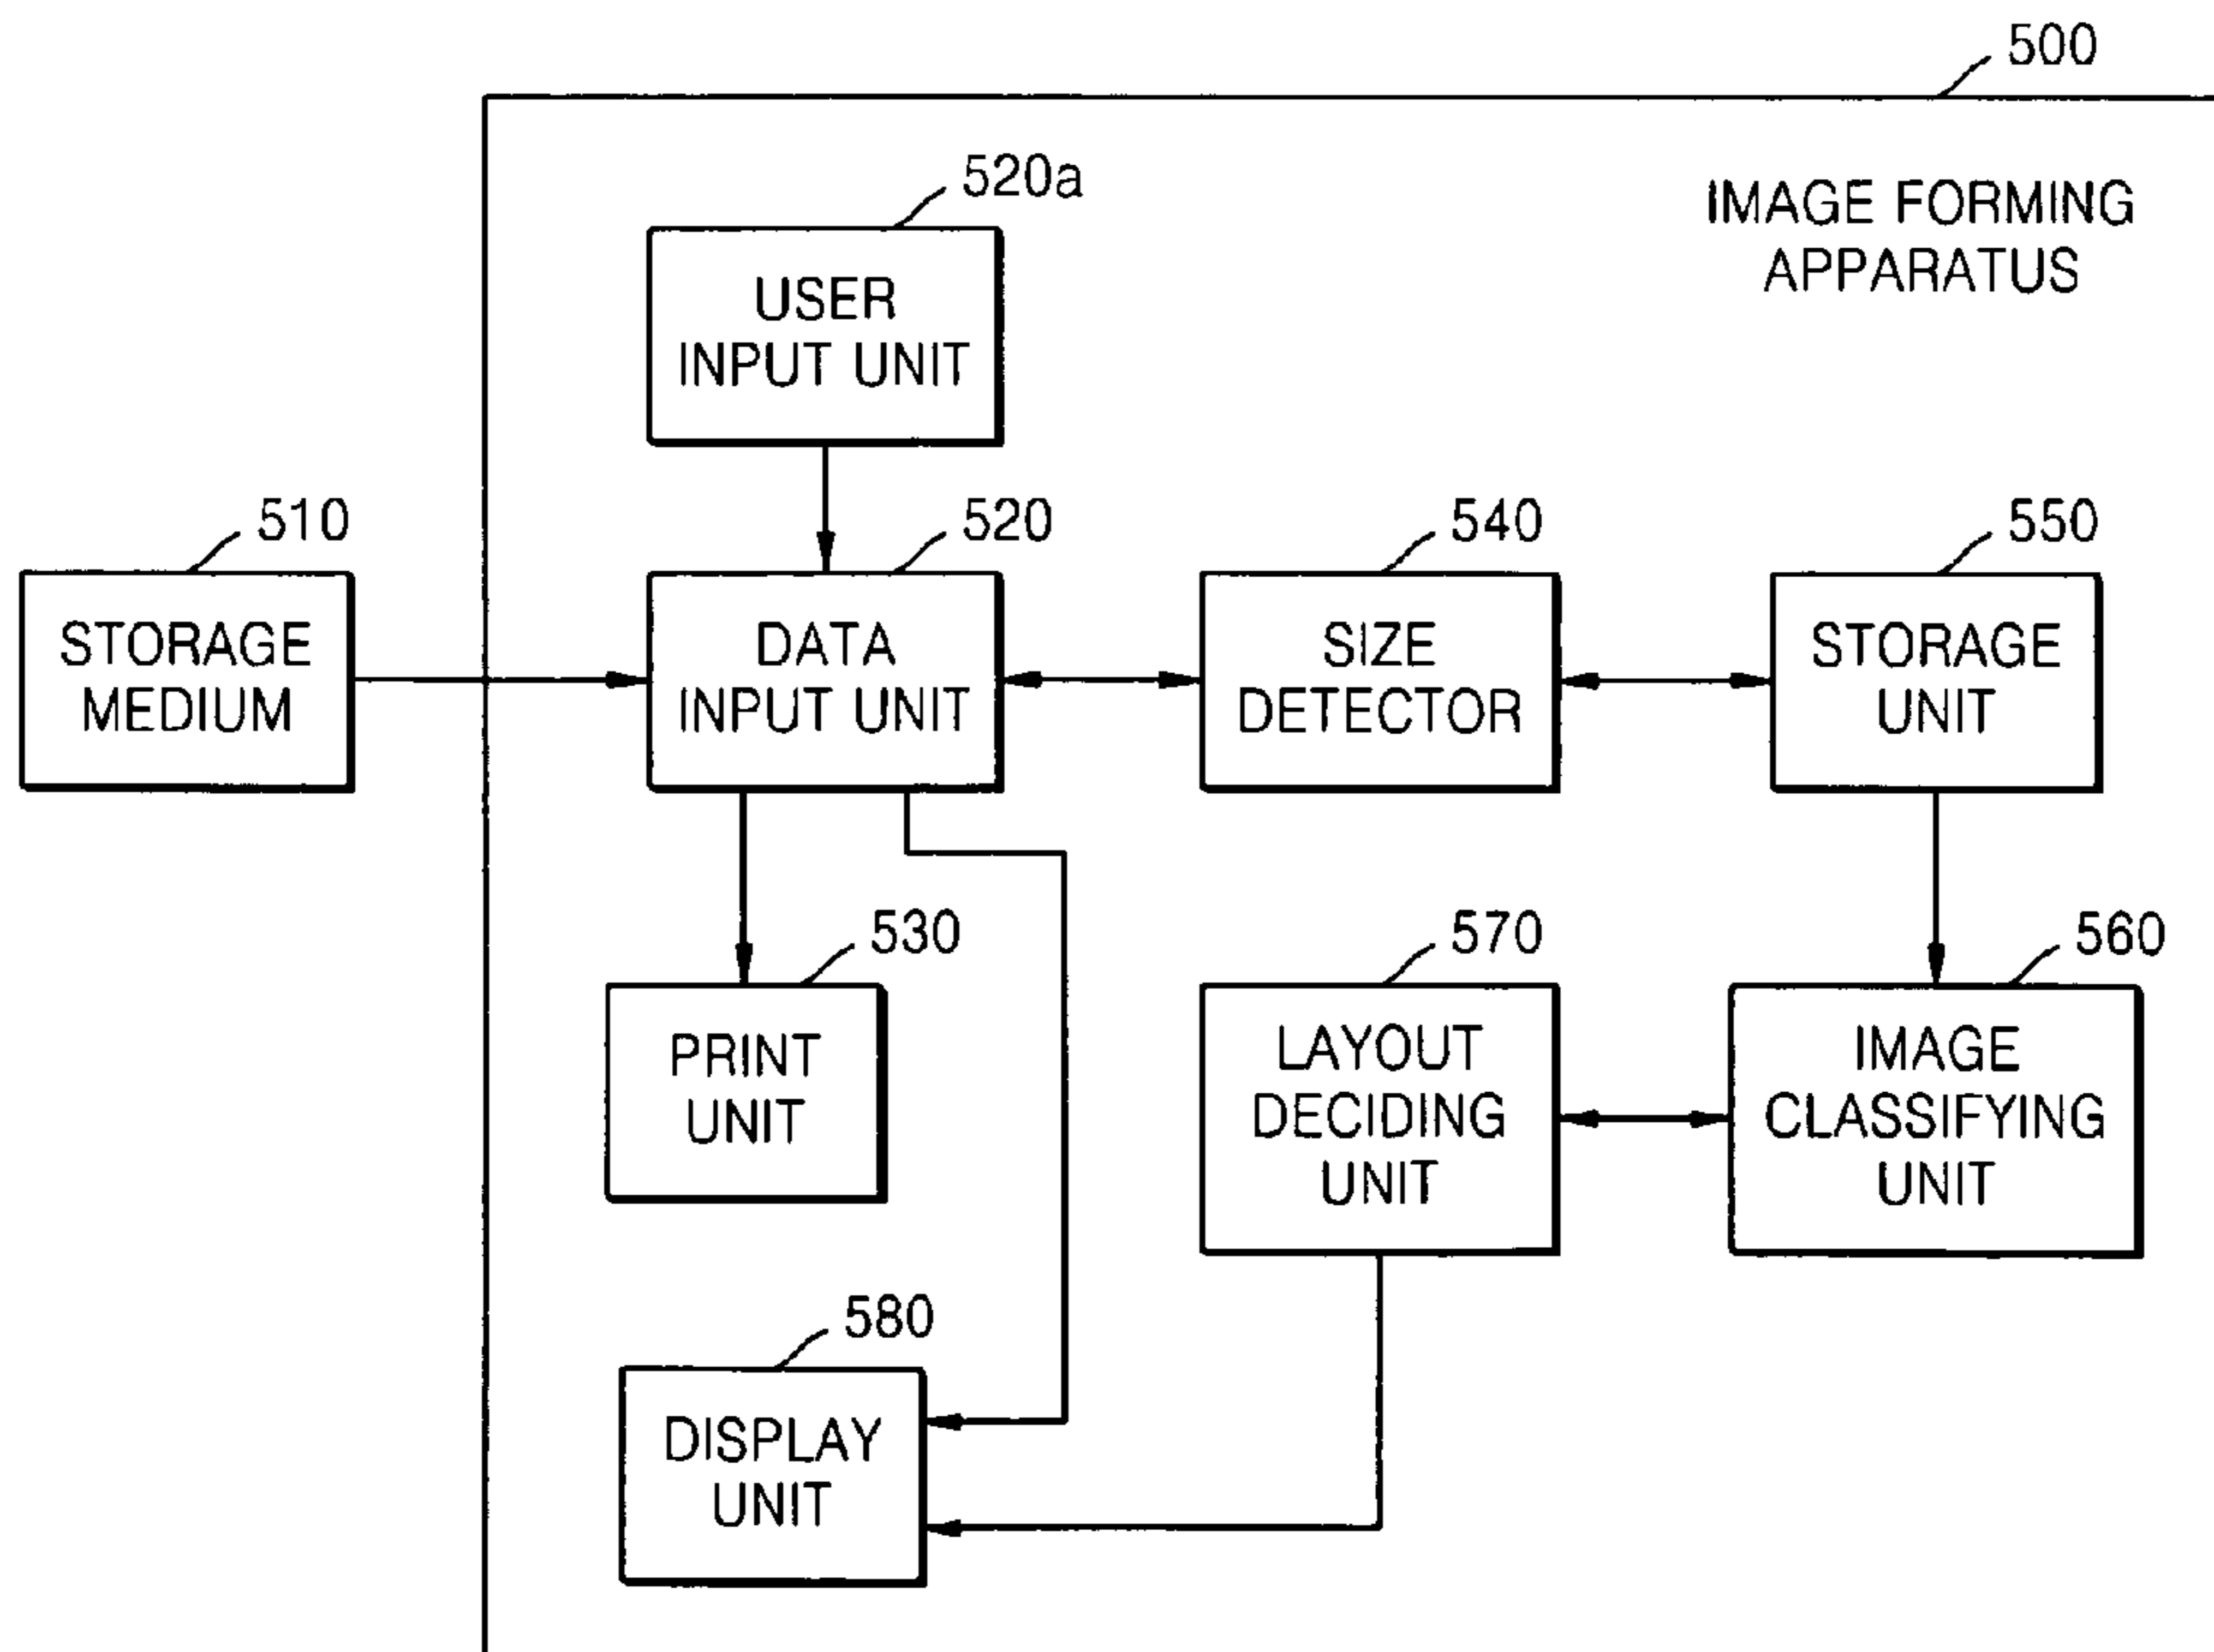 500
IMAGE FORMING
APPARATUS
520a
USER
INPUT UNIT
510
STORAGE
MEDIUM
520
DATA
INPUT UNIT
540
SIZE
DETECTOR
550
STORAGE
UNIT
530
PRINT
UNIT
570
LAYOUT
DECIDING
UNIT
560
IMAGE
CLASSIFYING
UNIT
580
DISPLAY
UNIT